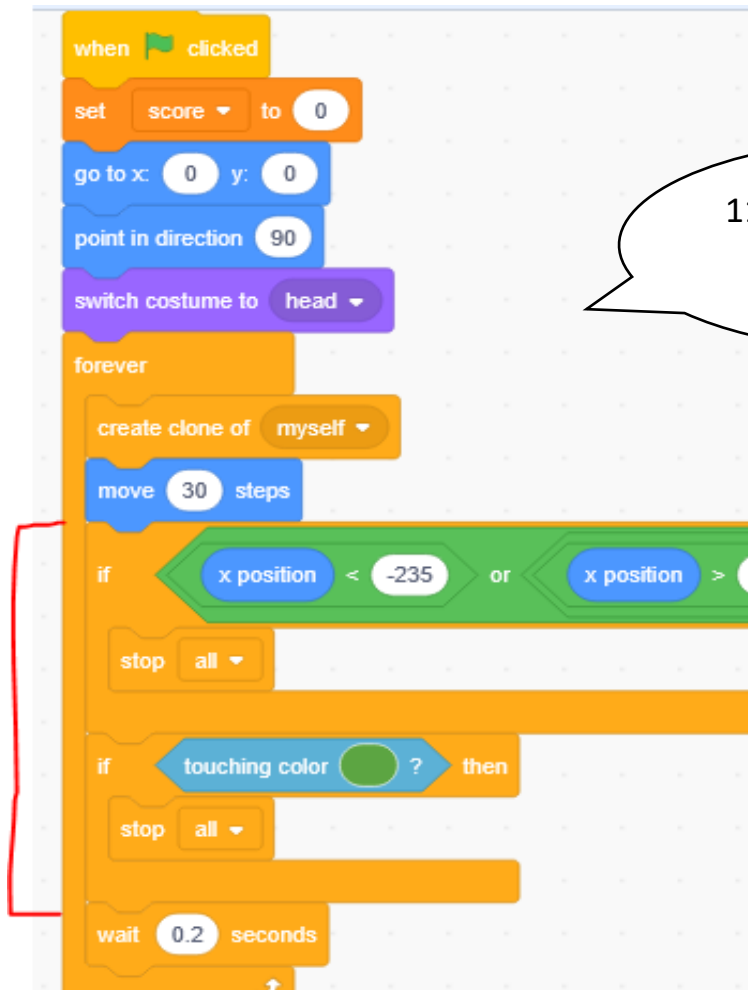 when clicked
set score to 0
go to x: 0 y: 0
point in direction 90
switch costume to head
forever
create clone of myself
move 30 steps
if x position < -235 or x position >
stop all
if touching color ? then
stop all
wait 0.2 seconds